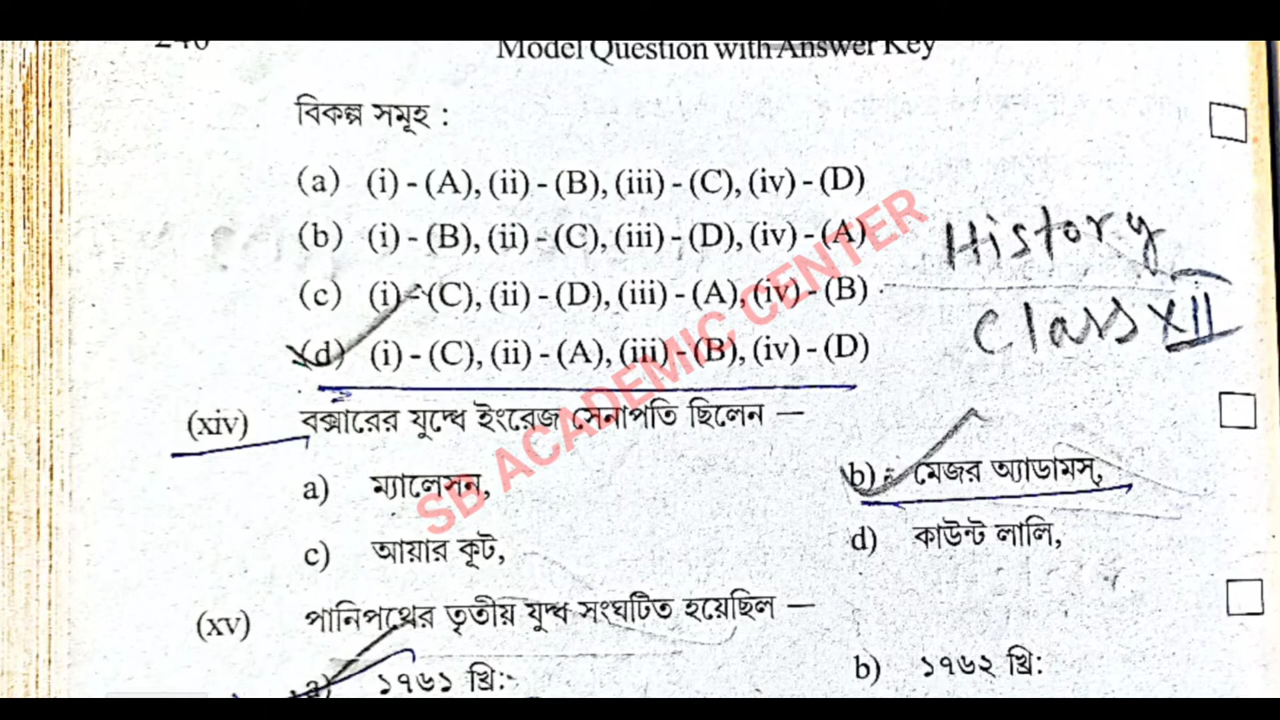 240 Model Question with Answer Key
বিকল্প সমূহ :
(a) (i) - (A), (ii) - (B), (iii) - (C), (iv) - (D)
(b) (i) - (B), (ii) - (C), (iii) - (D), (iv) - (A)
(c) (i) - (C), (ii) - (D), (iii) - (A), (iv) - (B)
(d) (i) - (C), (ii) - (A), (iii) - (B), (iv) - (D)
History
Class XII
SB ACADEMIC CENTER
(xiv) বক্সারের যুদ্ধে ইংরেজ সেনাপতি ছিলেন —
a) ম্যালেসন, b) মেজর অ্যাডামস্,
c) আয়ার কূট, d) কাউন্ট লালি,
(xv) পানিপথের তৃতীয় যুদ্ধ সংঘটিত হয়েছিল —
a) ১৭৬১ খ্রি: b) ১৭৬২ খ্রি: